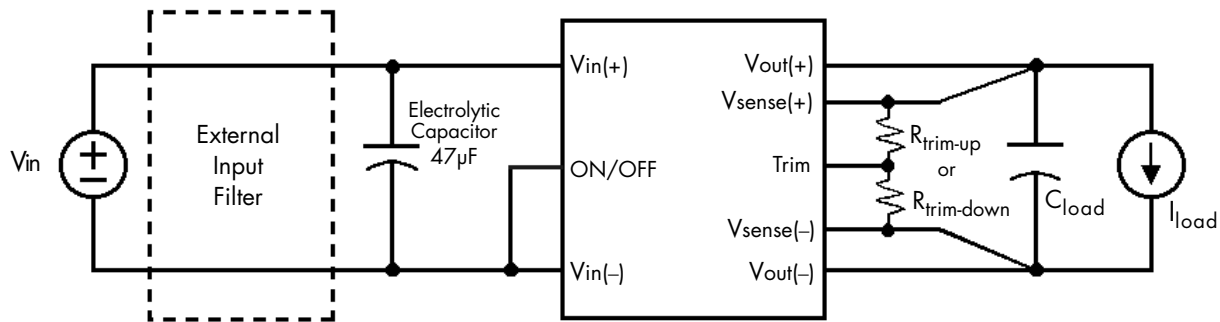 Vin
External
Input
Filter
Electrolytic
Capacitor
47µF
Vin(+)
ON/OFF
Vin(–)
Vout(+)
Vsense(+)
Trim
Vsense(–)
Vout(–)
Rtrim-up
or
Rtrim-down
Cload
Iload